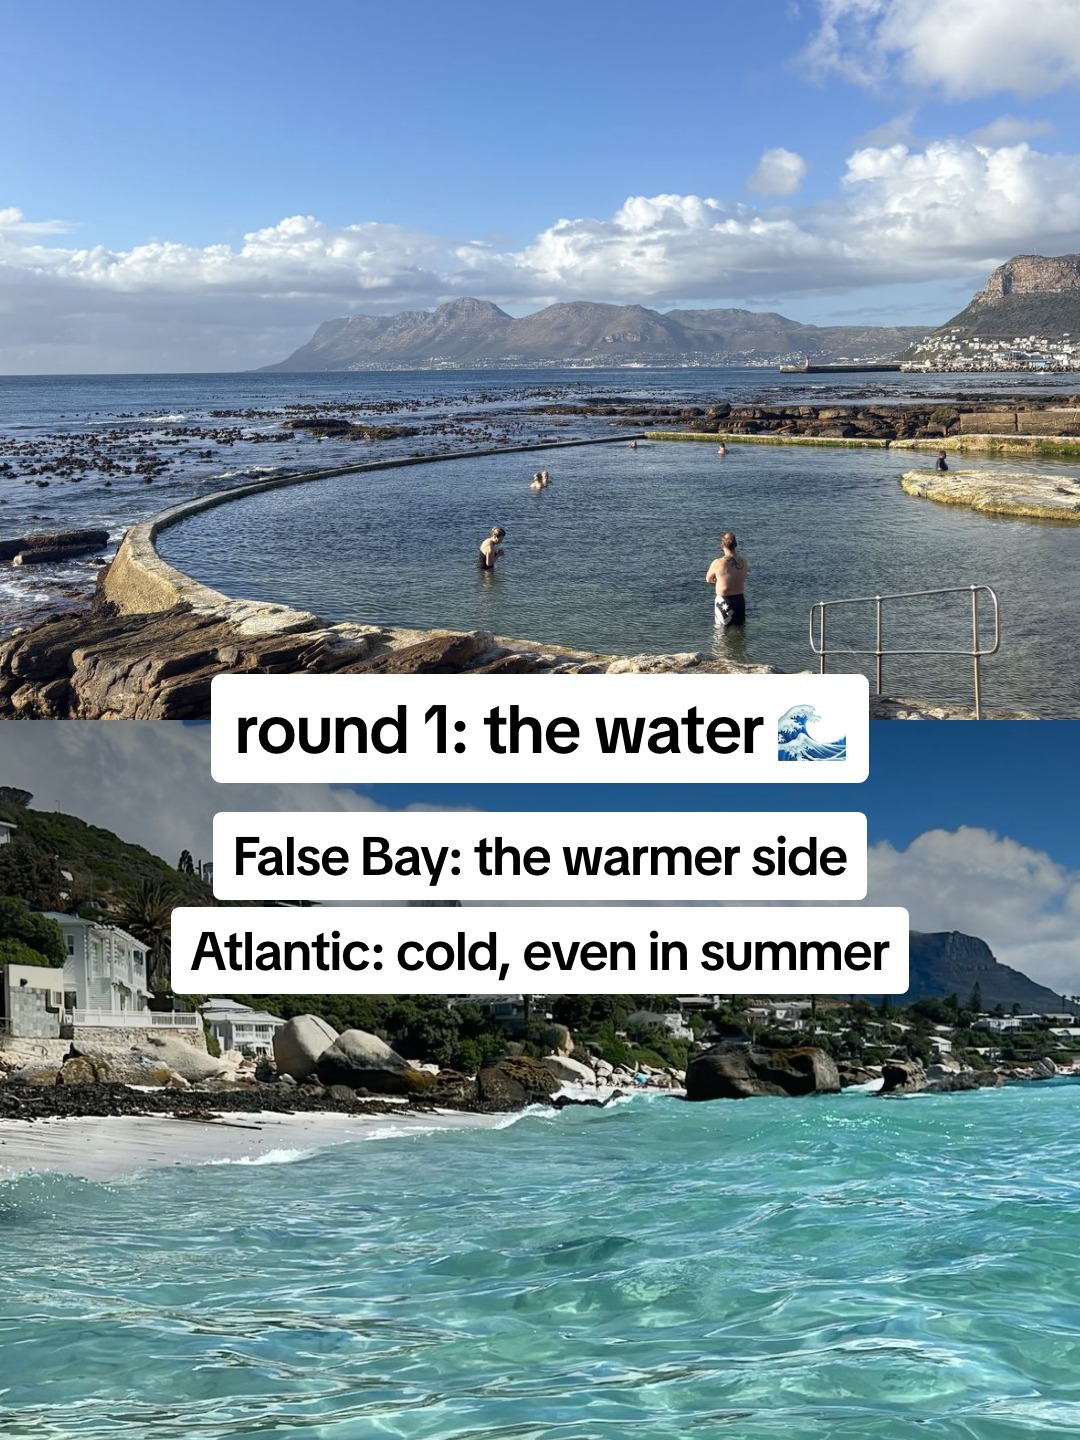 round 1: the water 🌊
False Bay: the warmer side
Atlantic: cold, even in summer